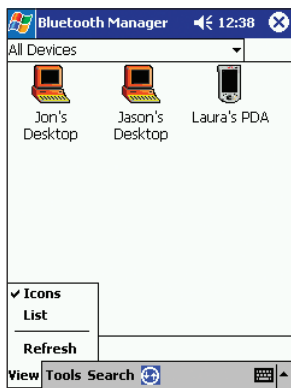 Bluetooth Manager 12:38
All Devices
Jon's Desktop
Jason's Desktop
Laura's PDA
Icons
List
Refresh
View Tools Search